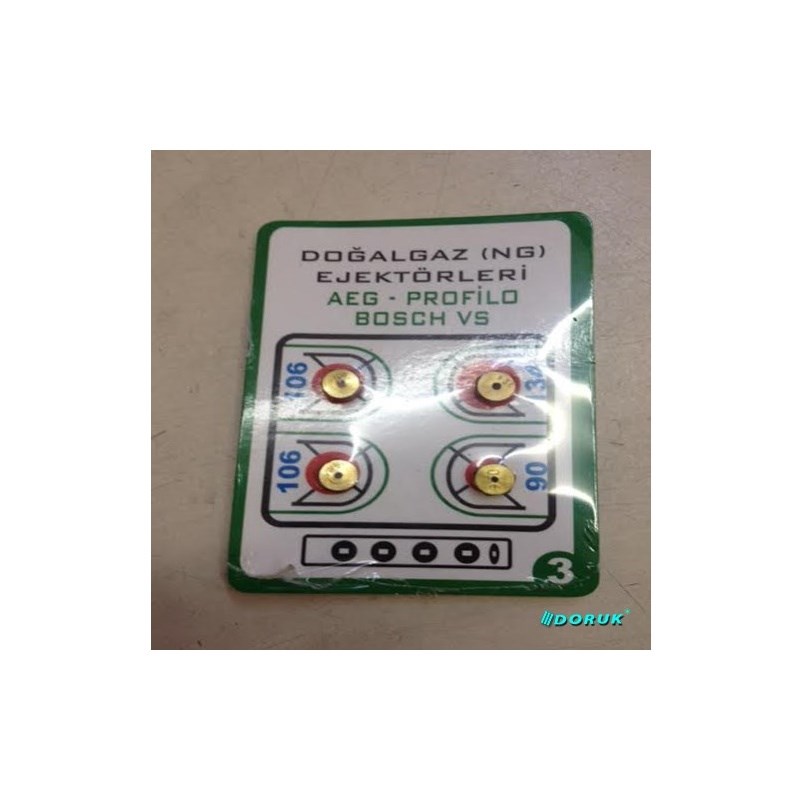 DOĞALGAZ (NG)
EJEKTÖRLERİ
AEG - PROFİLO
BOSCH VS
106
106
90
3
DORUK®